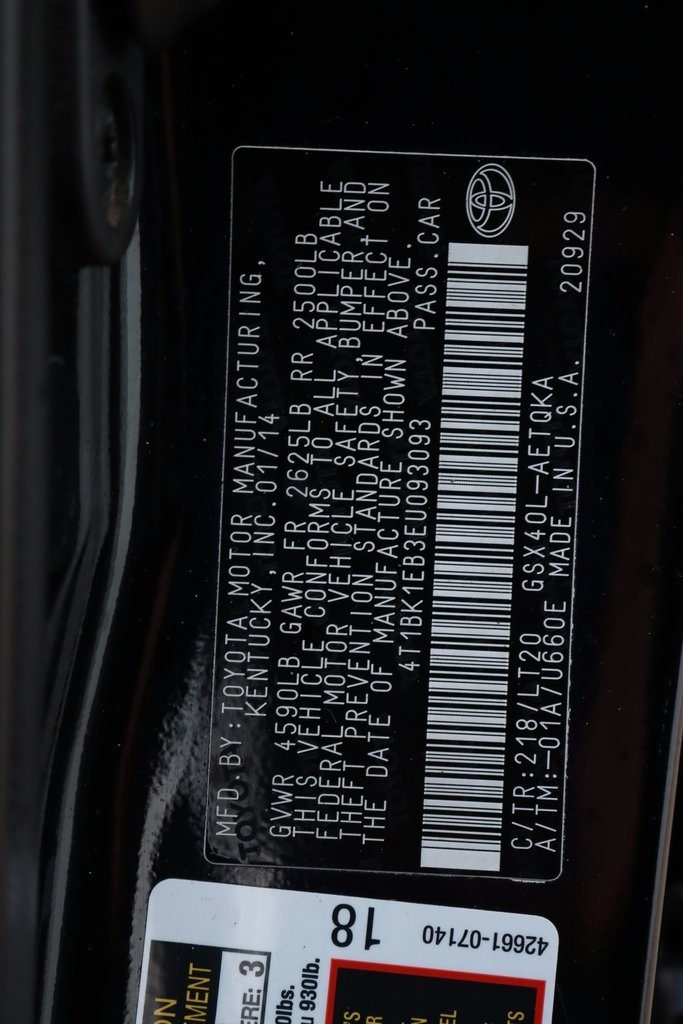 MFD.BY:TOYOTA MOTOR MANUFACTURING,
KENTUCKY, INC. 01/14
GVWR 4590LB GAWR FR 2625LB RR 2500LB
THIS VEHICLE CONFORMS TO ALL APPLICABLE
FEDERAL MOTOR VEHICLE SAFETY, BUMPER, AND
THEFT PREVENTION STANDARDS IN EFFECT ON
THE DATE OF MANUFACTURE SHOWN ABOVE.
4T1BK1EB3EU093093 PASS.CAR
C/TR:218/LT20 GSX40L-AETQKA
A/TM:-01A/U660E MADE IN U.S.A. 20929
18
42661-07140
ERE: 3
930lb.